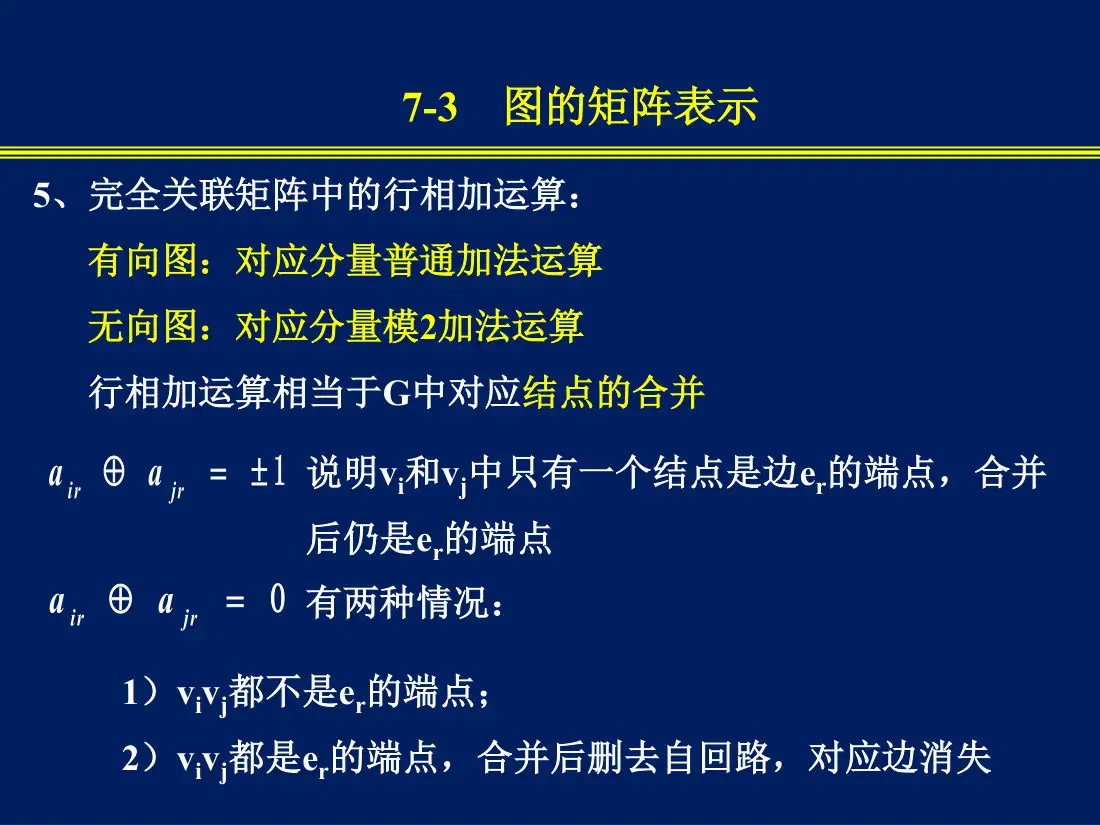 7-3 图的矩阵表示
5、完全关联矩阵中的行相加运算：
有向图：对应分量普通加法运算
无向图：对应分量模2加法运算
行相加运算相当于G中对应结点的合并
a_ir ⊕ a_jr = ±1 说明v_i和v_j中只有一个结点是边e_r的端点，合并
后仍是e_r的端点
a_ir ⊕ a_jr = 0 有两种情况：
1）v_iv_j都不是e_r的端点；
2）v_iv_j都是e_r的端点，合并后删去自回路，对应边消失